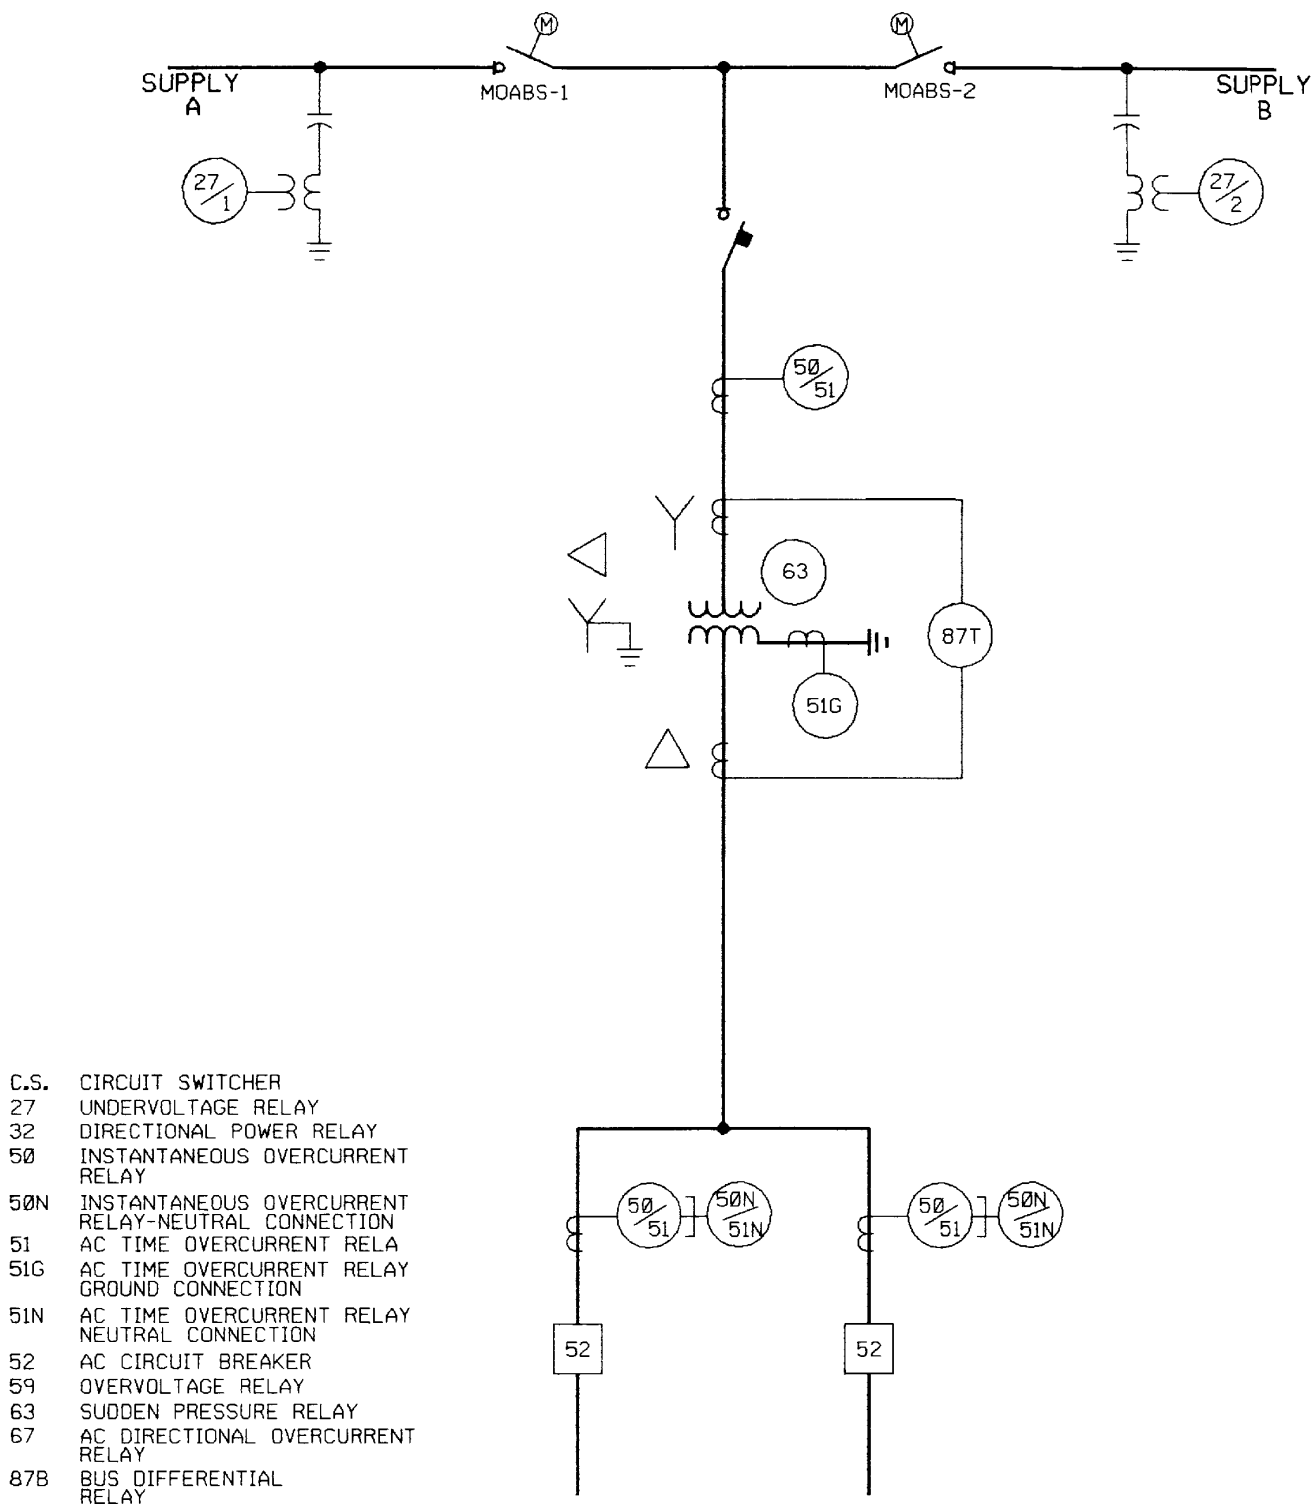 M
M
SUPPLY
A
MOABS-1
MOABS-2
SUPPLY
B
27/1
27/2
50/51
63
87T
51G
C.S. CIRCUIT SWITCHER
27 UNDERVOLTAGE RELAY
32 DIRECTIONAL POWER RELAY
50 INSTANTANEOUS OVERCURRENT
RELAY
50N INSTANTANEOUS OVERCURRENT
RELAY-NEUTRAL CONNECTION
51 AC TIME OVERCURRENT RELA
51G AC TIME OVERCURRENT RELAY
GROUND CONNECTION
51N AC TIME OVERCURRENT RELAY
NEUTRAL CONNECTION
52 AC CIRCUIT BREAKER
59 OVERVOLTAGE RELAY
63 SUDDEN PRESSURE RELAY
67 AC DIRECTIONAL OVERCURRENT
RELAY
87B BUS DIFFERENTIAL
RELAY
50/51
50N/51N
50/51
50N/51N
52
52